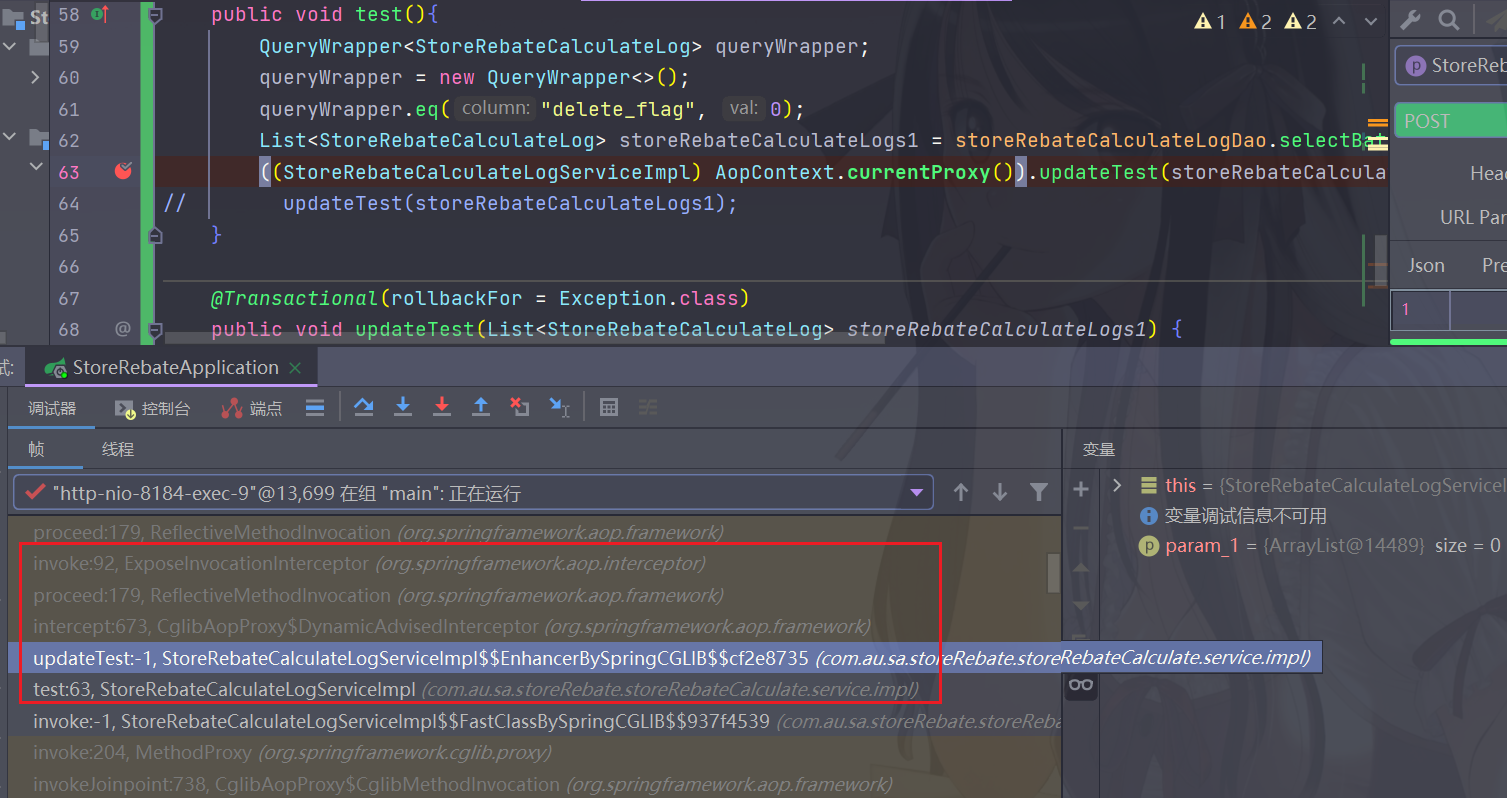 St
58 public void test(){
1 2 2
59 QueryWrapper<StoreRebateCalculateLog> queryWrapper;
60 queryWrapper = new QueryWrapper<>();
61 queryWrapper.eq( column: "delete_flag", val: 0);
62 List<StoreRebateCalculateLog> storeRebateCalculateLogs1 = storeRebateCalculateLogDao.selectBat
63 ((StoreRebateCalculateLogServiceImpl) AopContext.currentProxy()).updateTest(storeRebateCalcula
64 // updateTest(storeRebateCalculateLogs1);
65 }
66
67 @Transactional(rollbackFor = Exception.class)
68 @ public void updateTest(List<StoreRebateCalculateLog> storeRebateCalculateLogs1) {
p StoreReb
POST
Head
URL Par
Json Pre
1
试: StoreRebateApplication ×
调试器 控制台 端点
帧 线程
"http-nio-8184-exec-9"@13,699 在组 "main": 正在运行
proceed:179, ReflectiveMethodInvocation (org.springframework.aop.framework)
invoke:92, ExposeInvocationInterceptor (org.springframework.aop.interceptor)
proceed:179, ReflectiveMethodInvocation (org.springframework.aop.framework)
intercept:673, CglibAopProxy$DynamicAdvisedInterceptor (org.springframework.aop.framework)
updateTest:-1, StoreRebateCalculateLogServiceImpl$$EnhancerBySpringCGLIB$$cf2e8735 (com.au.sa.storeRebate.storeRebateCalculate.service.impl)
test:63, StoreRebateCalculateLogServiceImpl (com.au.sa.storeRebate.storeRebateCalculate.service.impl)
invoke:-1, StoreRebateCalculateLogServiceImpl$$FastClassBySpringCGLIB$$937f4539 (com.au.sa.storeRebate.storeReba
invoke:204, MethodProxy (org.springframework.cglib.proxy)
invokeJoinpoint:738, CglibAopProxy$CglibMethodInvocation (org.springframework.aop.framework)
变量
this = {StoreRebateCalculateLogServiceI
变量调试信息不可用
p param_1 = {ArrayList@14489} size = 0